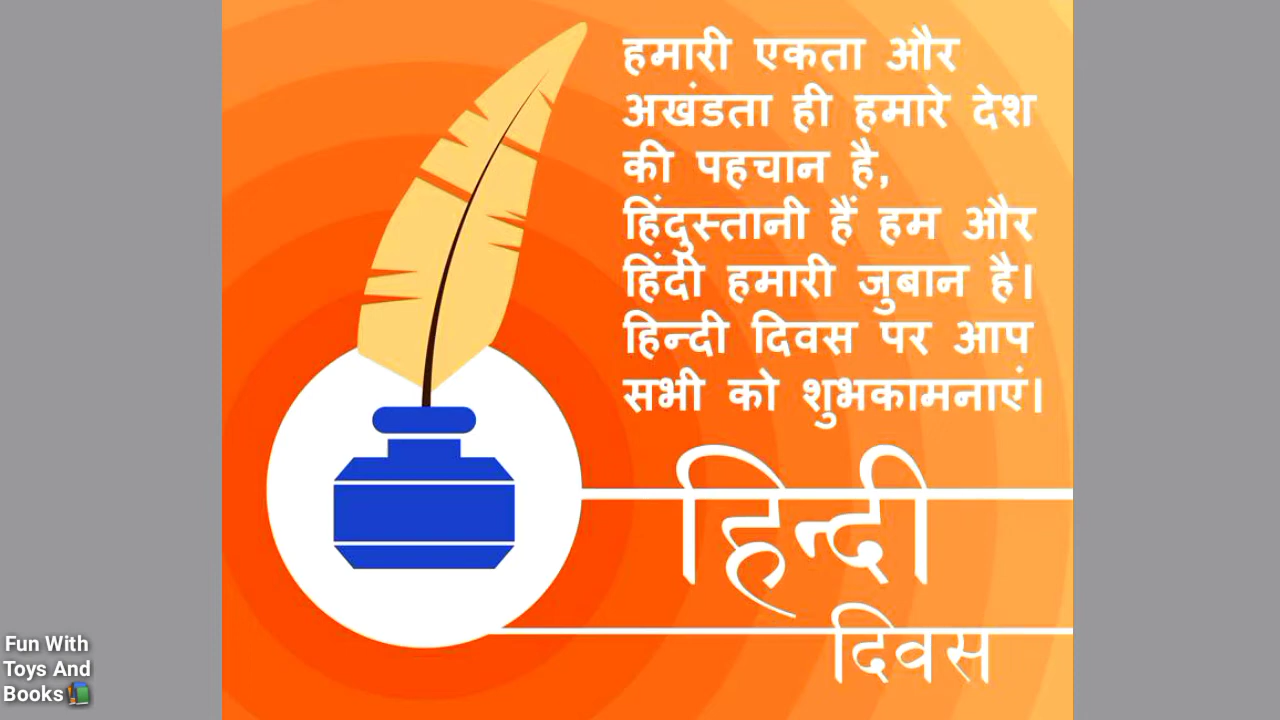 हमारी एकता और
अखंडता ही हमारे देश
की पहचान है,
हिंदुस्तानी हैं हम और
हिंदी हमारी जुबान है।
हिन्दी दिवस पर आप
सभी को शुभकामनाएं।
हिन्दी
दिवस
Fun With
Toys And
Books